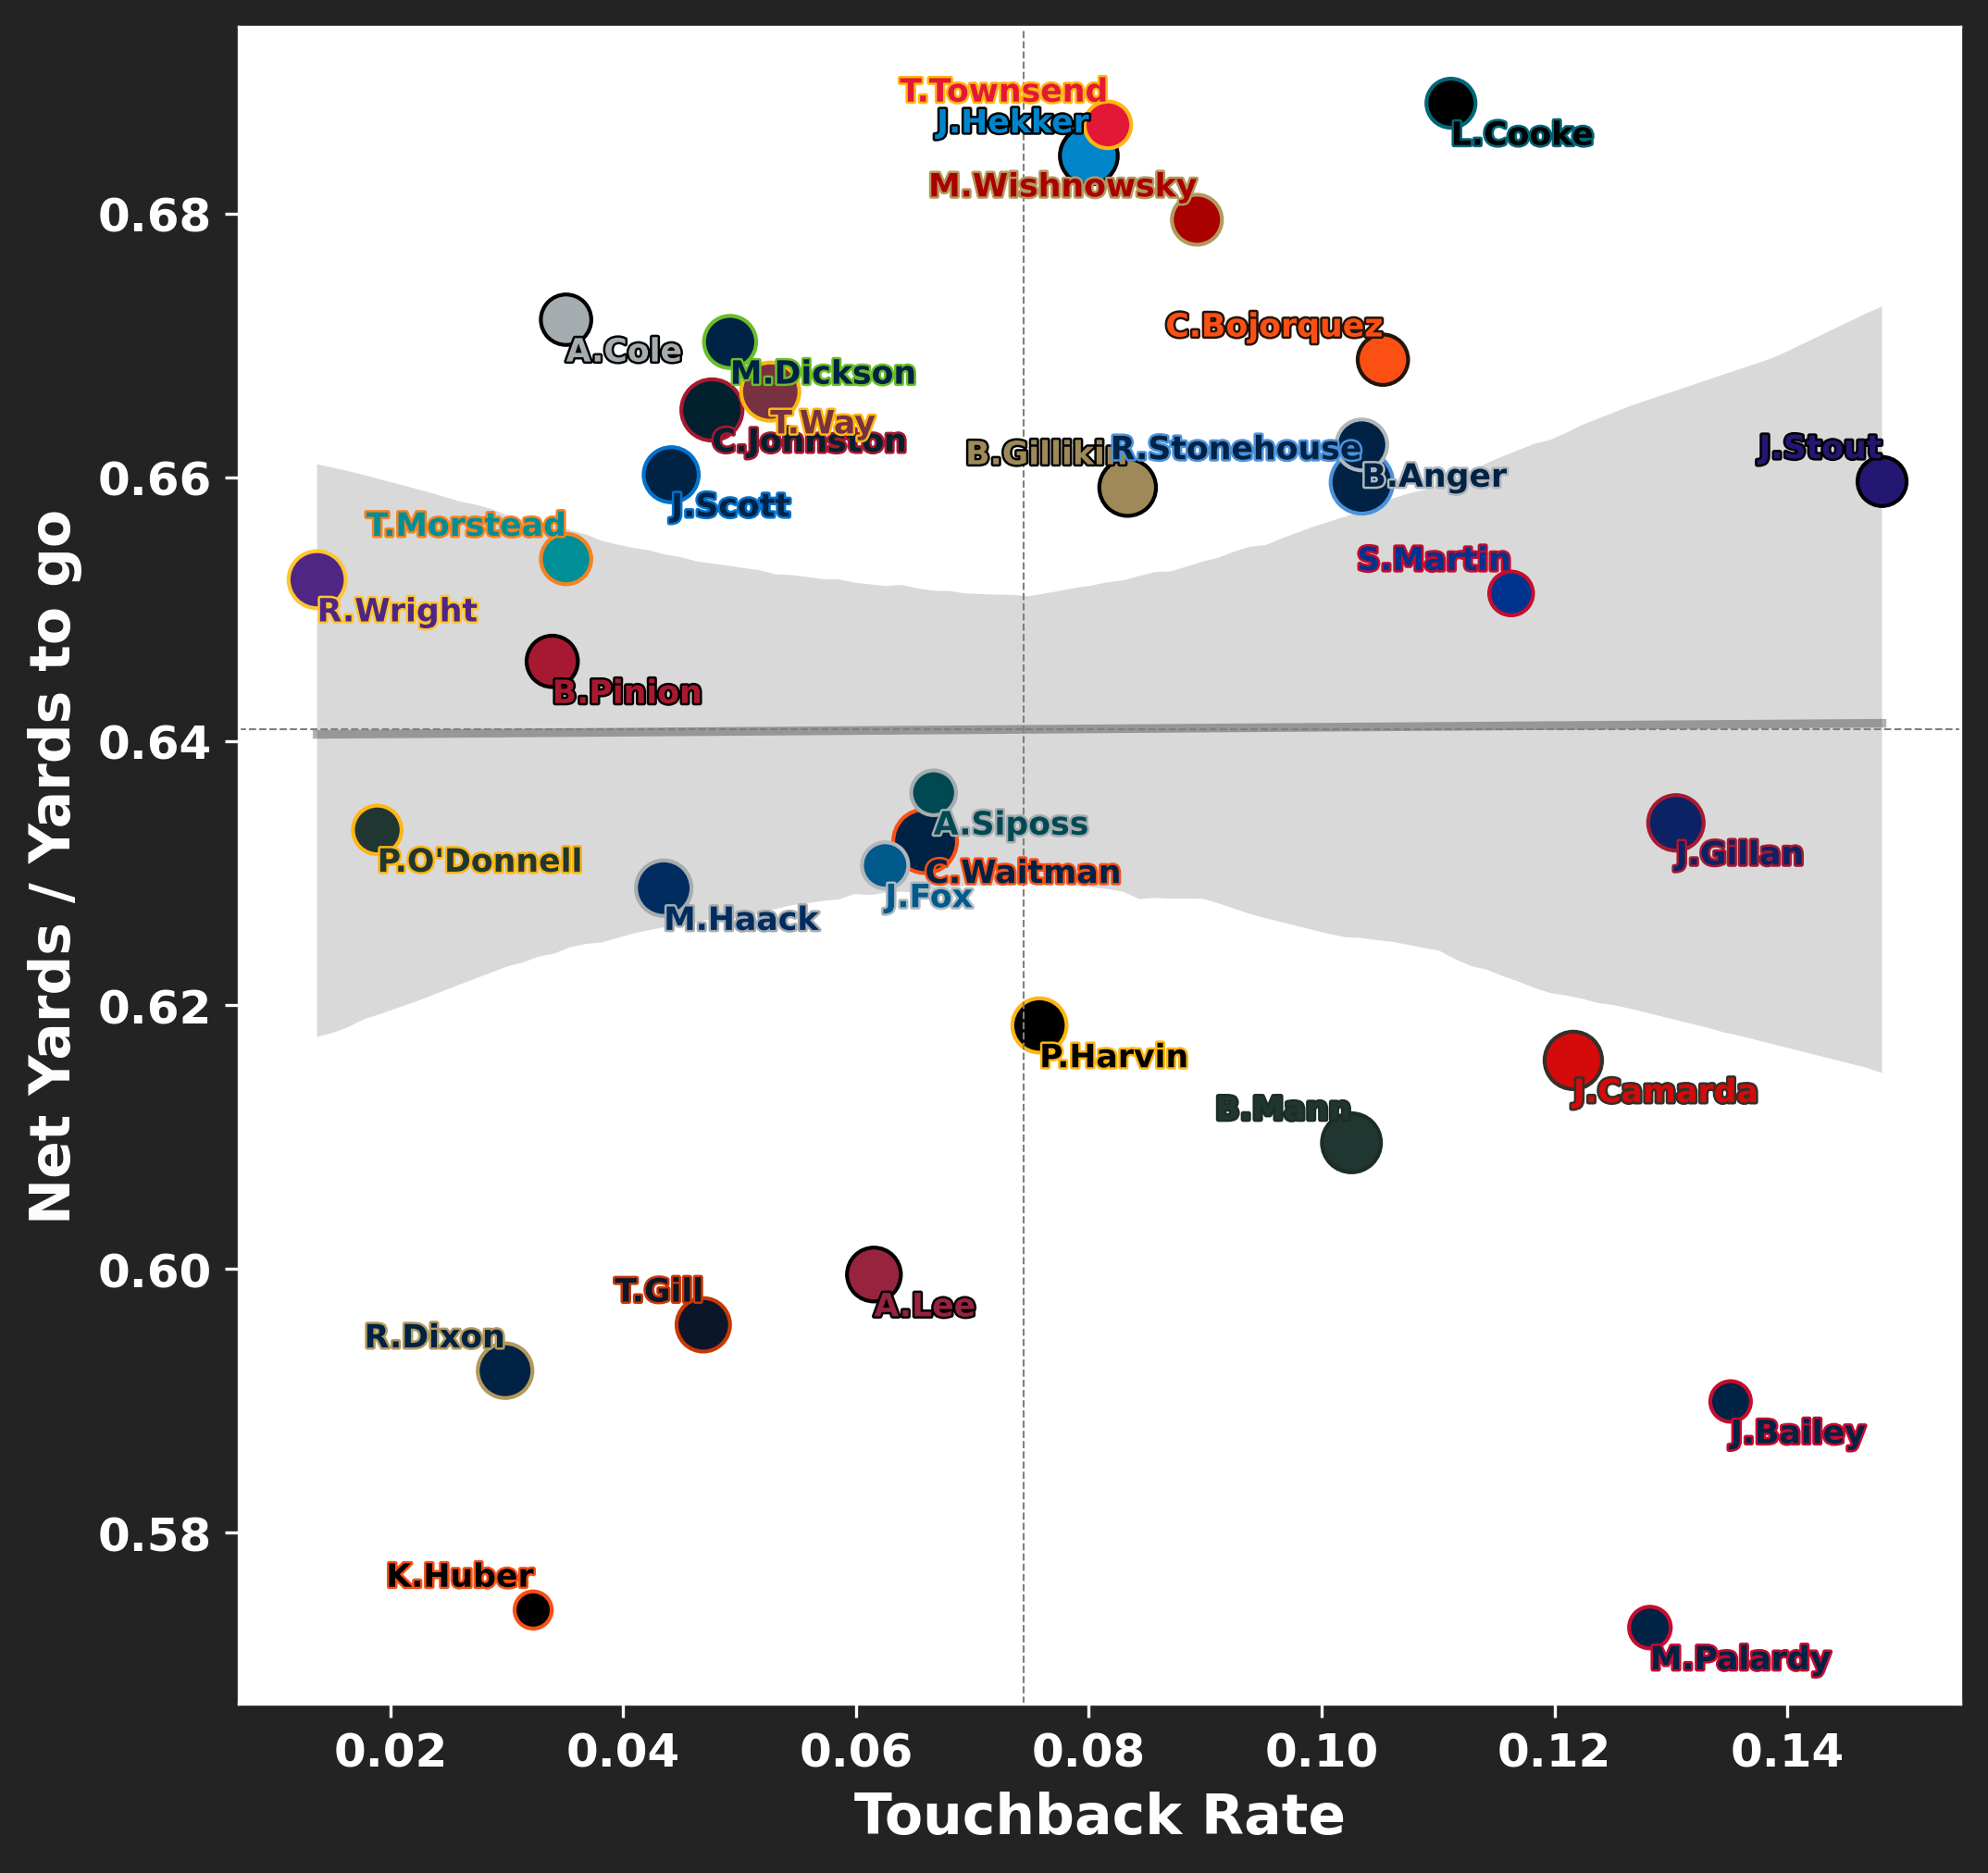 T.Townsend
J.Hekker
L.Cooke
M.Wishnowsky
C.Bojorquez
A.Cole
M.Dickson
T.Way
C.Johnston
B.Gillikin
R.Stonehouse
B.Anger
J.Stout
J.Scott
T.Morstead
S.Martin
R.Wright
B.Pinion
A.Siposs
P.O'Donnell
C.Waitman
J.Gillan
J.Fox
M.Haack
P.Harvin
J.Camarda
B.Mann
T.Gill
A.Lee
R.Dixon
J.Bailey
K.Huber
M.Palardy
0.68
0.66
0.64
0.62
0.60
0.58
Net Yards / Yards to go
0.02 0.04 0.06 0.08 0.10 0.12 0.14
Touchback Rate